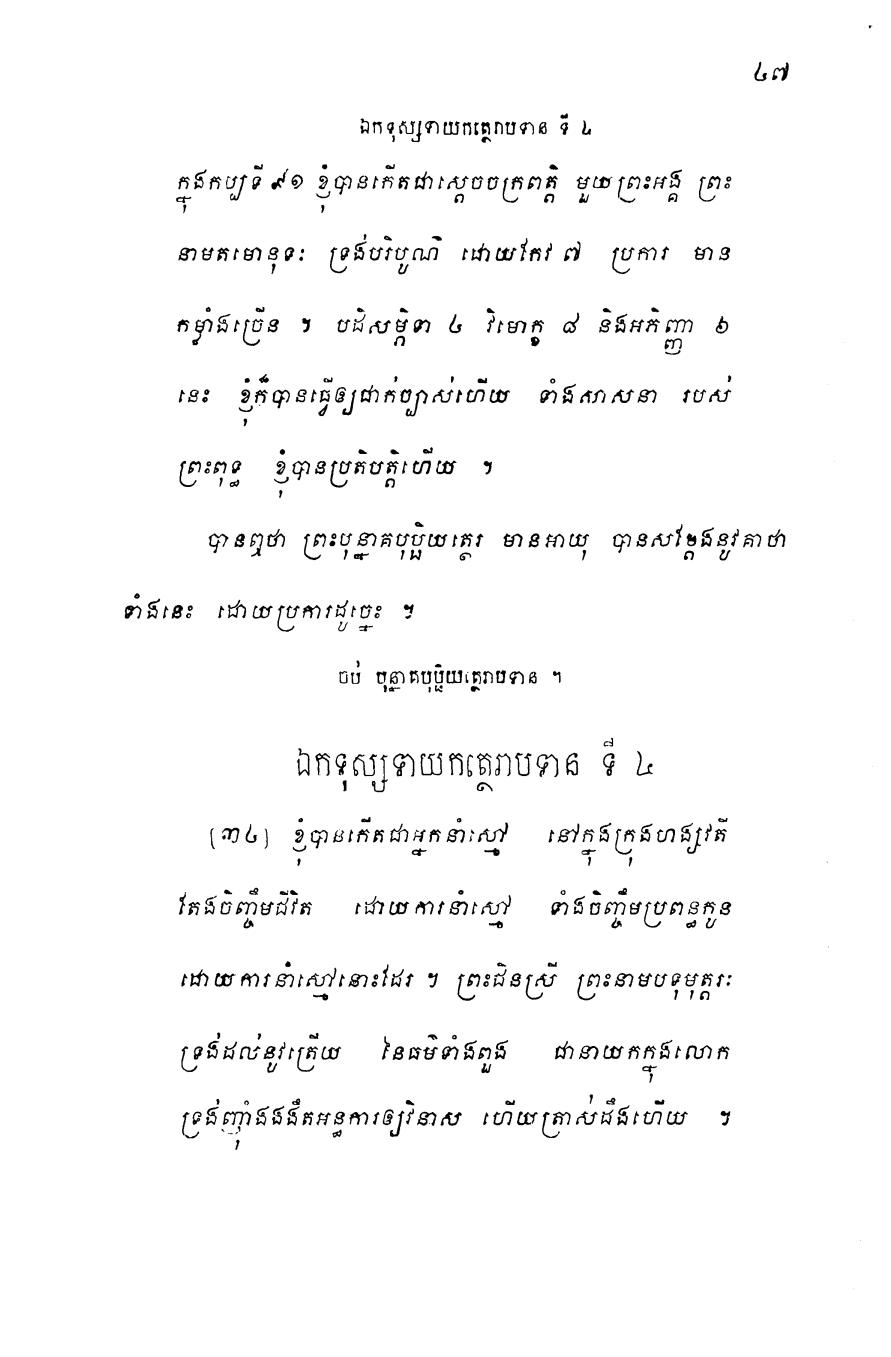 ៤៧
ឯកទុស្សទាយកត្ថេរាបទាន ទី ៤
ក្នុងកប្បទី ៩១ ខ្ញុំបានកើតជាស្តេចចក្រពត្តិ មួយព្រះអង្គ ព្រះ
នាមតមោនុទៈ ទ្រង់បរិបូណ៌ ដោយកែវ ៧ ប្រការ មាន
កម្លាំងច្រើន ។ បដិសម្ភិទា ៤ វិមោក្ខ ៨ និងអភិញ្ញា ៦
នេះ ខ្ញុំក៏បានធ្វើឲ្យជាក់ច្បាស់ហើយ ទាំងសាសនា របស់
ព្រះពុទ្ធ ខ្ញុំបានប្រតិបត្តិហើយ ។
បានឮថា ព្រះបុន្នាគបុប្ផិយត្ថេរ មានអាយុ បានសម្តែងនូវគាថា
ទាំងនេះ ដោយប្រការដូច្នេះ ។
ចប់ បុន្នាគបុប្ផិយត្ថេរាបទាន ។
ឯកទុស្សទាយកត្ថេរាបទាន ទី ៤
(៣៤) ខ្ញុំបានកើតជាអ្នកនាំស្មៅ នៅក្នុងក្រុងហង្សវតី
តែងចិញ្ចឹមជីវិត ដោយការនាំស្មៅ ទាំងចិញ្ចឹមប្រពន្ធកូន
ដោយការនាំស្មៅនោះដែរ ។ ព្រះជិនស្រី ព្រះនាមបទុមុត្តរៈ
ទ្រង់ដល់នូវត្រើយ នៃធម៌ទាំងពួង ជានាយកក្នុងលោក
ទ្រង់ញ៉ាំងងងឹតអន្ធការឲ្យវិនាស ហើយត្រាស់ដឹងហើយ ។